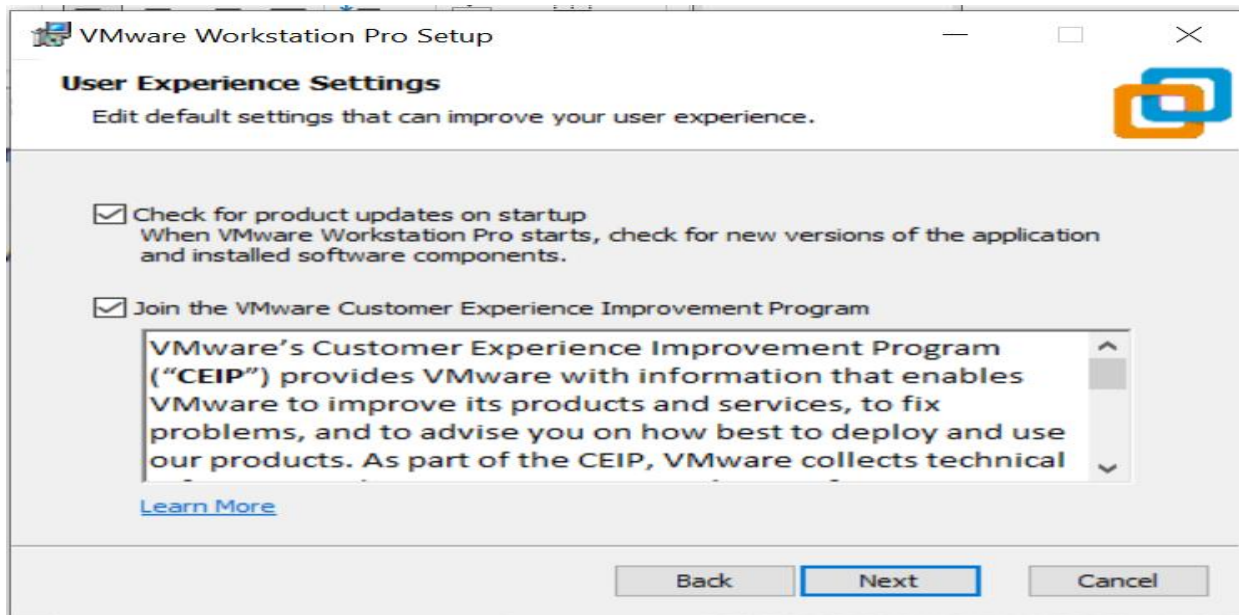 VMware Workstation Pro Setup
User Experience Settings
Edit default settings that can improve your user experience.
Check for product updates on startup
When VMware Workstation Pro starts, check for new versions of the application
and installed software components.
Join the VMware Customer Experience Improvement Program
VMware’s Customer Experience Improvement Program
(“CEIP”) provides VMware with information that enables
VMware to improve its products and services, to fix
problems, and to advise you on how best to deploy and use
our products. As part of the CEIP, VMware collects technical
Learn More
Back
Next
Cancel